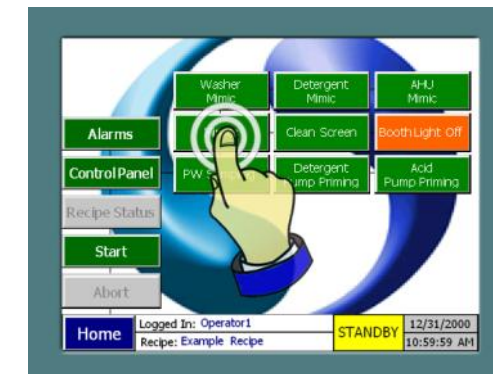 Washer
Mimic
Detergent
Mimic
AHU
Mimic
Alarms
Clean Screen
Booth Light Off
Control Panel
PW
Detergent
Pump Priming
Acid
Pump Priming
Recipe Status
Start
Abort
Home
Logged In: Operator1
Recipe: Example Recipe
STANDBY
12/31/2000
10:59:59 AM